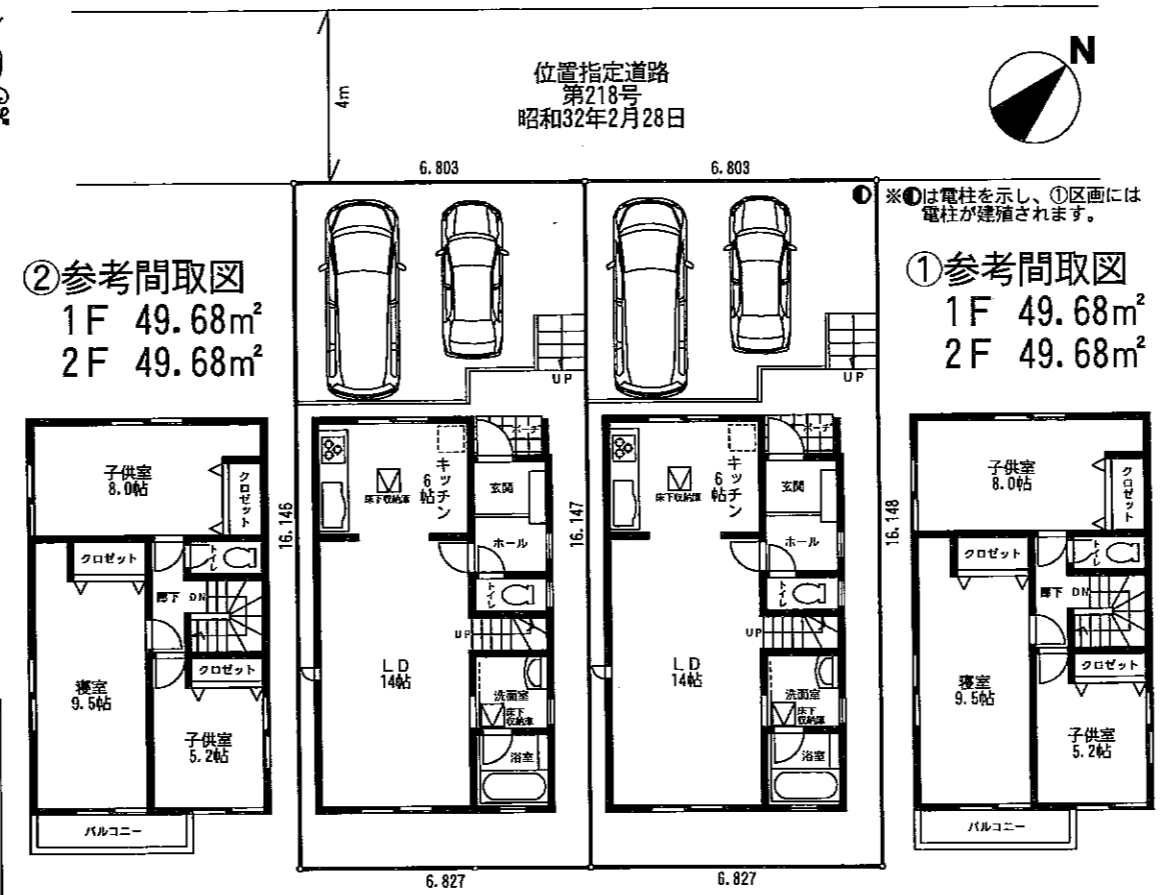 位置指定道路
第218号
昭和32年2月28日
4m
N
6.803
6.803
※◐は電柱を示し、①区画には
電柱が建殖されます。
②参考間取図
1F 49.68m²
2F 49.68m²
①参考間取図
1F 49.68m²
2F 49.68m²
UP
UP
子供室
8.0帖
クロゼット
クロゼット
トイレ
廊下
DN
クロゼット
寝室
9.5帖
子供室
5.2帖
バルコニー
16.146
ポーチ
キッチン
6帖
床下収納庫
玄関
ホール
トイレ
UP
LD
14帖
洗面室
床下収納庫
浴室
16.147
ポーチ
キッチン
6帖
床下収納庫
玄関
ホール
トイレ
UP
LD
14帖
洗面室
床下収納庫
浴室
16.148
子供室
8.0帖
クロゼット
クロゼット
トイレ
廊下
DN
クロゼット
寝室
9.5帖
子供室
5.2帖
バルコニー
6.827
6.827